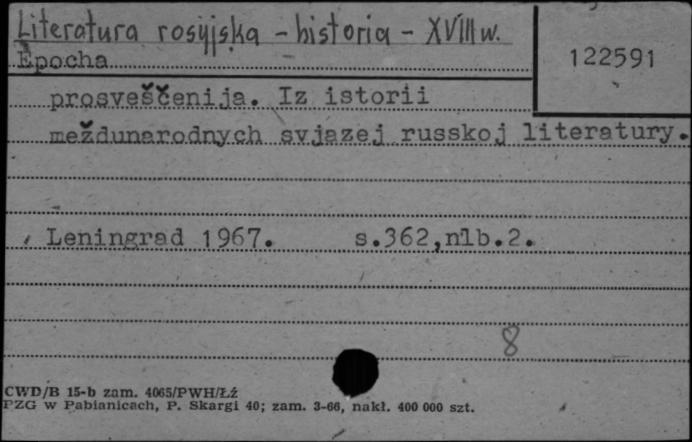 Literatura rosyjska - historia - XVIII w.
122591
Epocha
prosveščenija. Iz istorii
meždunarodnych svjazej russkoj literatury.
Leningrad 1967. s.362,nlb.2.
8
CWD/B 15-b zam. 4065/PWH/Łź
PZG w Pabianicach, P. Skargi 40; zam. 3-66, nakł. 400 000 szt.